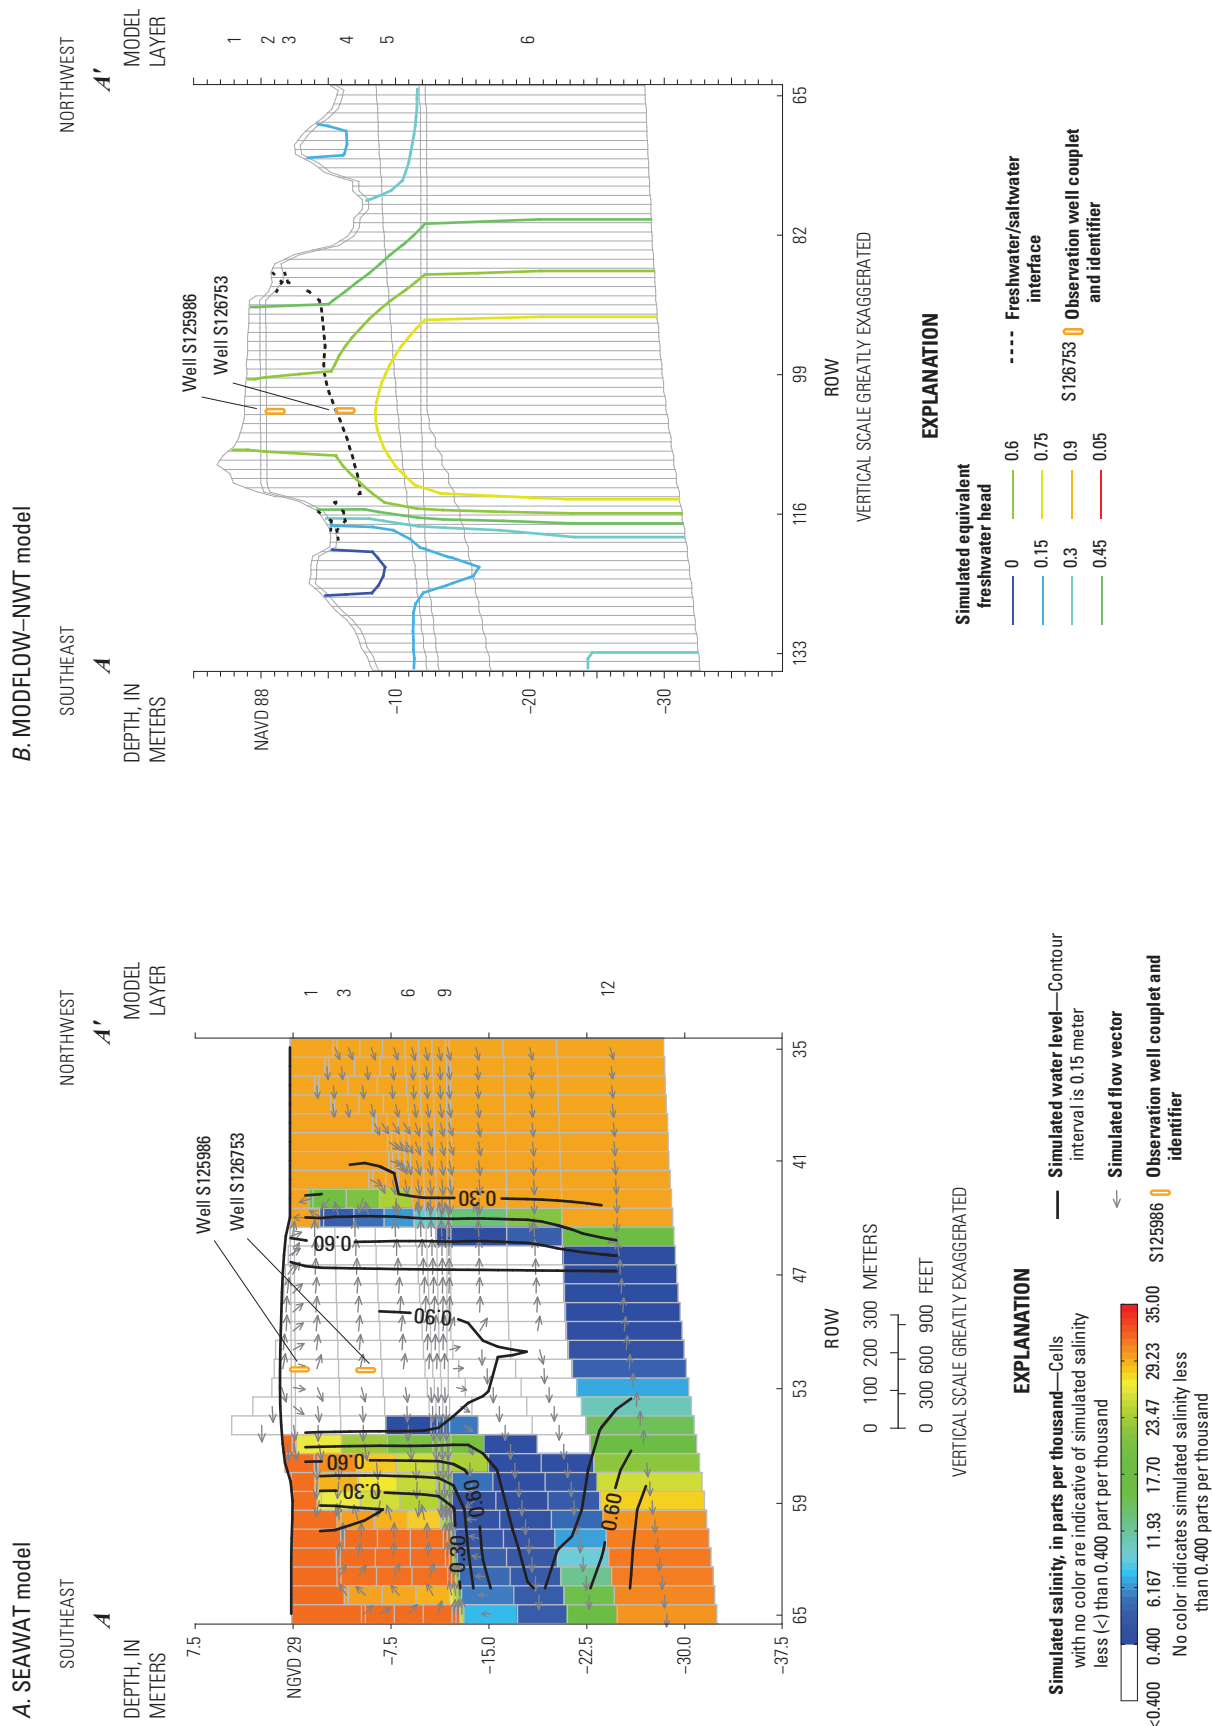 A. SEAWAT model
SOUTHEAST
NORTHWEST
A
A'
DEPTH, IN
METERS
MODEL
LAYER
7.5
NGVD 29
–7.5
–15.0
–22.5
–30.0
–37.5
Well S125986
Well S126753
1
3
6
9
12
0.60
0.30
0.90
0.30
0.60
0.30
0.60
0.60
65
59
53
47
41
35
ROW
0 100 200 300 METERS
0 300 600 900 FEET
VERTICAL SCALE GREATLY EXAGGERATED
EXPLANATION
Simulated salinity, in parts per thousand—Cells
with no color are indicative of simulated salinity
less (<) than 0.400 part per thousand
<0.400 0.400 6.167 11.93 17.70 23.47 29.23 35.00
No color indicates simulated salinity less
than 0.400 parts per thousand
Simulated water level—Contour
interval is 0.15 meter
Simulated flow vector
S125986 Observation well couplet and
identifier
B. MODFLOW–NWT model
SOUTHEAST
NORTHWEST
A
A'
DEPTH, IN
METERS
MODEL
LAYER
NAVD 88
–10
–20
–30
Well S125986
Well S126753
1
2
3
4
5
6
133
116
99
82
65
ROW
VERTICAL SCALE GREATLY EXAGGERATED
EXPLANATION
Simulated equivalent
freshwater head
0
0.15
0.3
0.45
0.6
0.75
0.9
0.05
Freshwater/saltwater
interface
S126753 Observation well couplet
and identifier